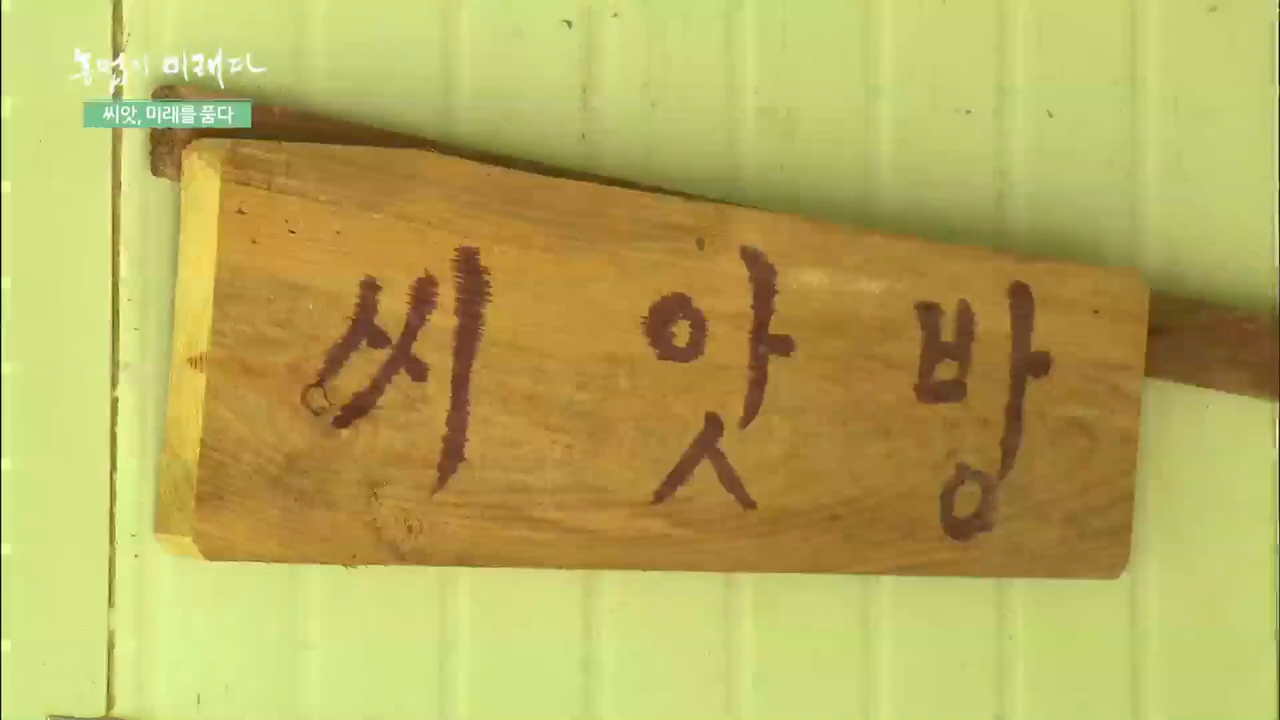 농업이 미래다
씨앗, 미래를 품다
씨앗방